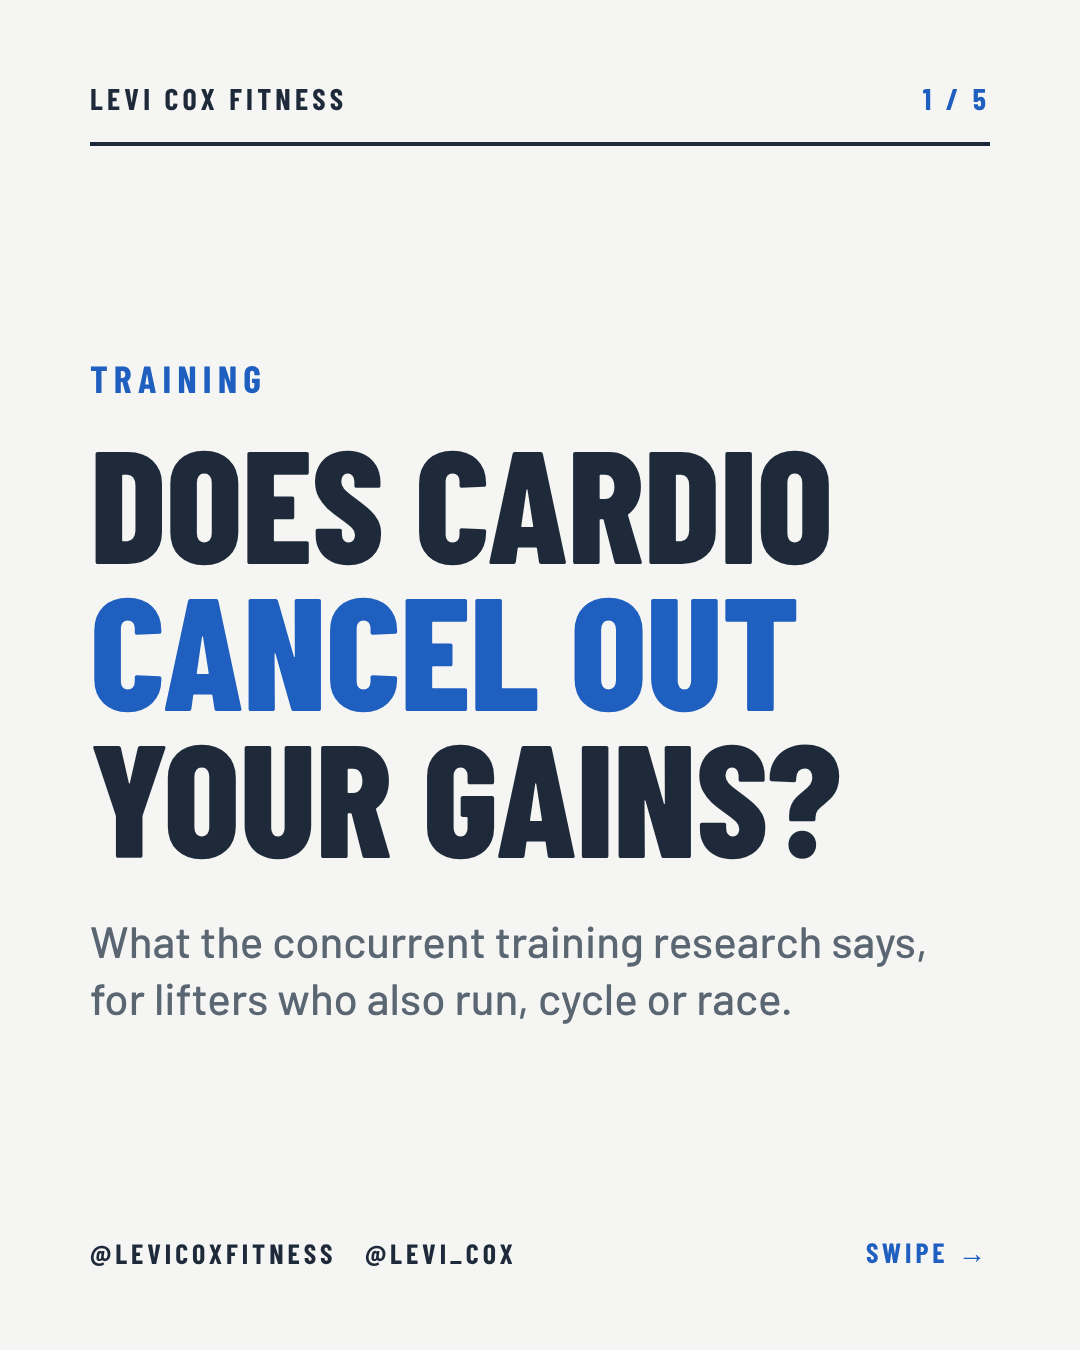 LEVI COX FITNESS
1 / 5
TRAINING
DOES CARDIO
CANCEL OUT
YOUR GAINS?
What the concurrent training research says,
for lifters who also run, cycle or race.
@LEVICOXFITNESS @LEVI_COX
SWIPE →